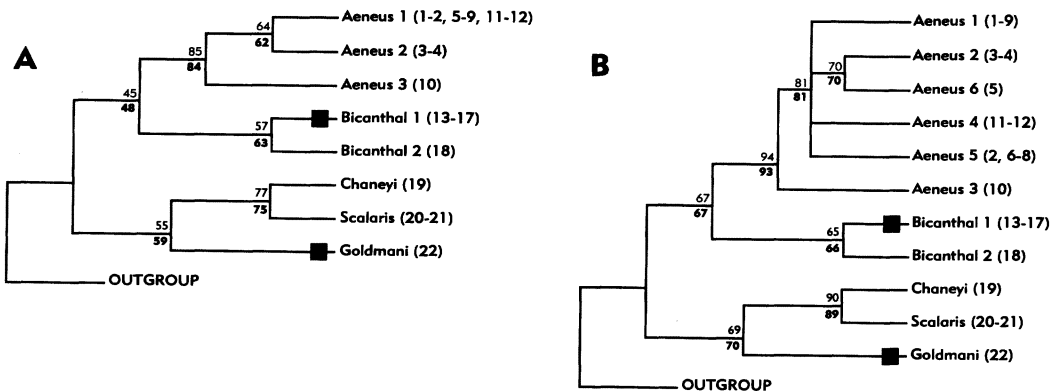 A
64
62
Aeneus 1 (1-2, 5-9, 11-12)
Aeneus 2 (3-4)
85
84
Aeneus 3 (10)
45
48
Bicanthal 1 (13-17)
57
63
Bicanthal 2 (18)
Chaneyi (19)
77
75
Scalaris (20-21)
55
59
Goldmani (22)
OUTGROUP
B
Aeneus 1 (1-9)
Aeneus 2 (3-4)
70
70
Aeneus 6 (5)
81
81
Aeneus 4 (11-12)
Aeneus 5 (2, 6-8)
94
93
Aeneus 3 (10)
67
67
Bicanthal 1 (13-17)
65
66
Bicanthal 2 (18)
Chaneyi (19)
90
89
Scalaris (20-21)
69
70
Goldmani (22)
OUTGROUP